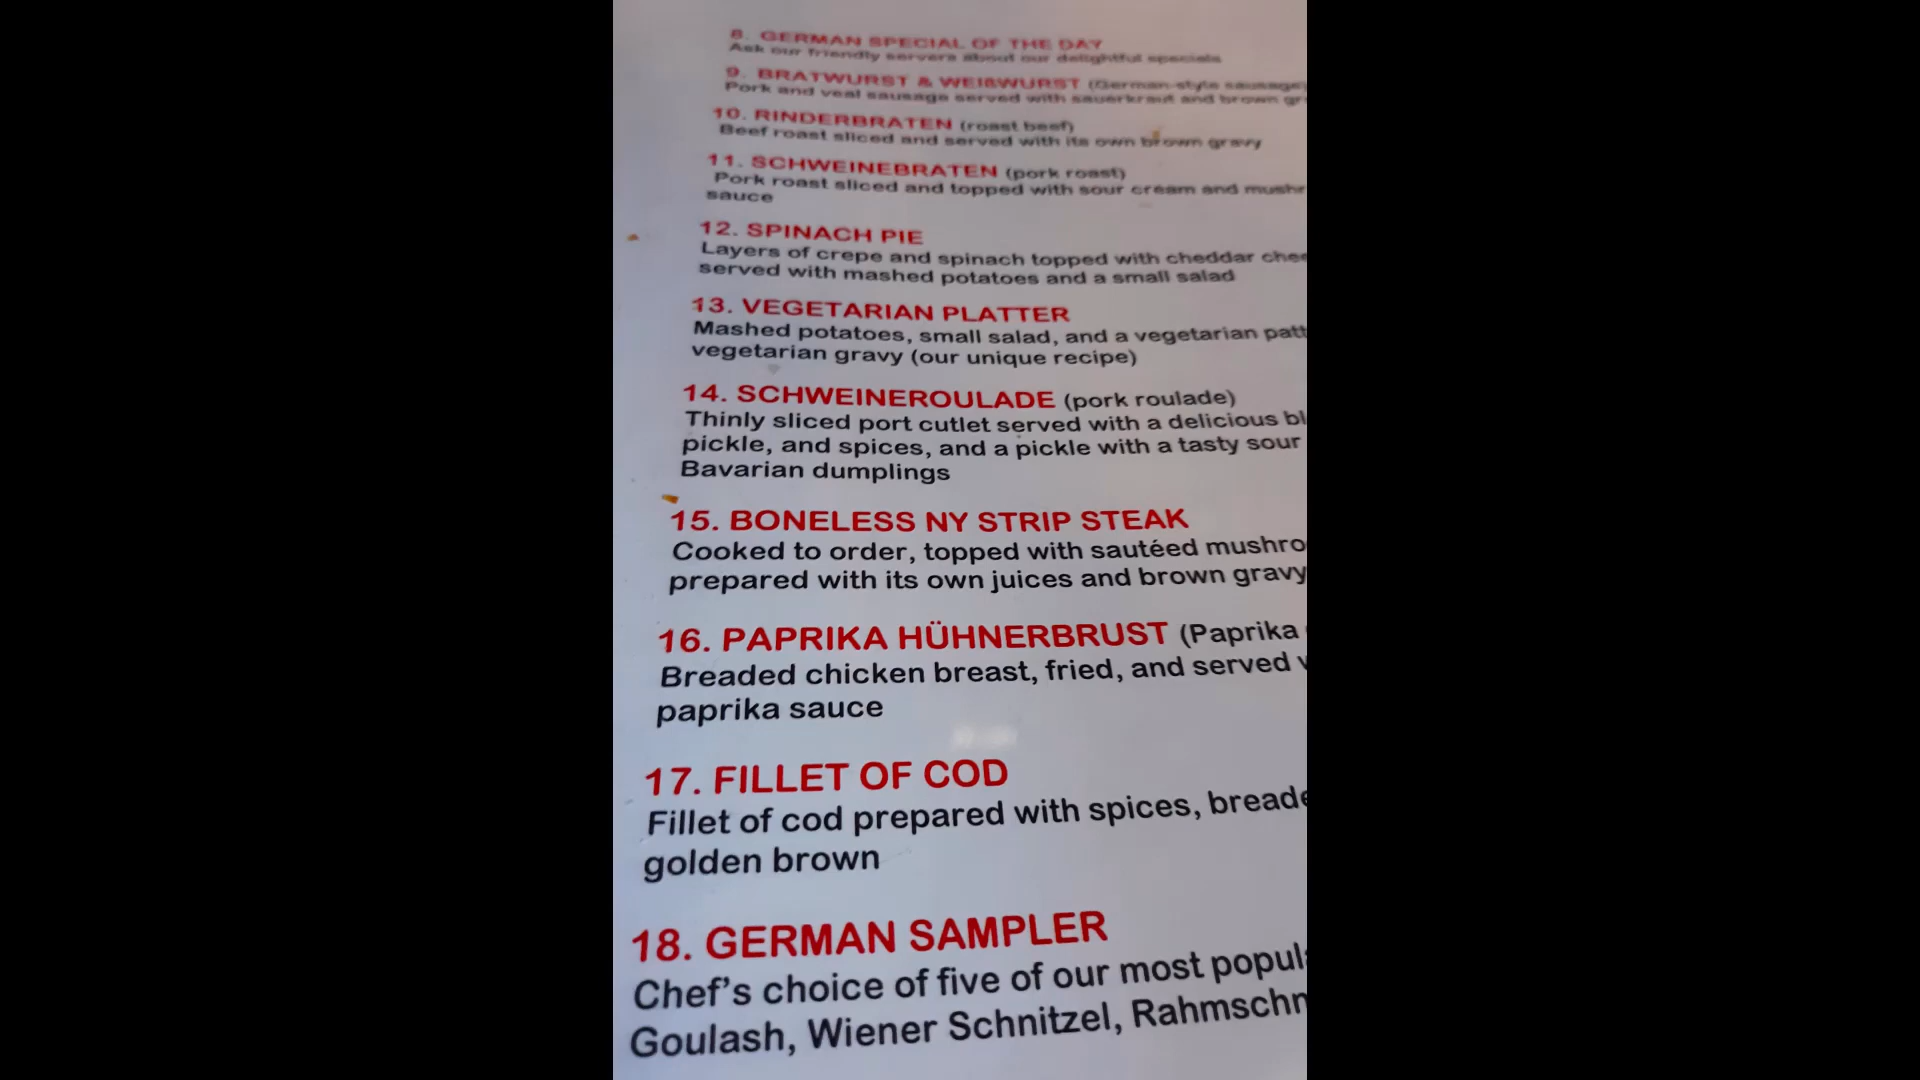 8. GERMAN SPECIAL OF THE DAY
Ask our friendly servers about our delightful specials
9. BRATWURST & WEIßWURST (German-style sausage)
Pork and veal sausage served with sauerkraut and brown
10. RINDERBRATEN (roast beef)
Beef roast sliced and served with its own brown gravy
11. SCHWEINEBRATEN (pork roast)
Pork roast sliced and topped with sour cream and
sauce
12. SPINACH PIE
Layers of crepe and spinach topped with cheddar
served with mashed potatoes and a small salad
13. VEGETARIAN PLATTER
Mashed potatoes, small salad, and a vegetarian
vegetarian gravy (our unique recipe)
14. SCHWEINEROULADE (pork roulade)
Thinly sliced port cutlet served with a delicious
pickle, and spices, and a pickle with a tasty sour
Bavarian dumplings
15. BONELESS NY STRIP STEAK
Cooked to order, topped with sautéed
prepared with its own juices and brown gravy
16. PAPRIKA HÜHNERBRUST (Paprika
Breaded chicken breast, fried, and served
paprika sauce
17. FILLET OF COD
Fillet of cod prepared with spices,
golden brown
18. GERMAN SAMPLER
Chef's choice of five of our most
Goulash, Wiener Schnitzel,